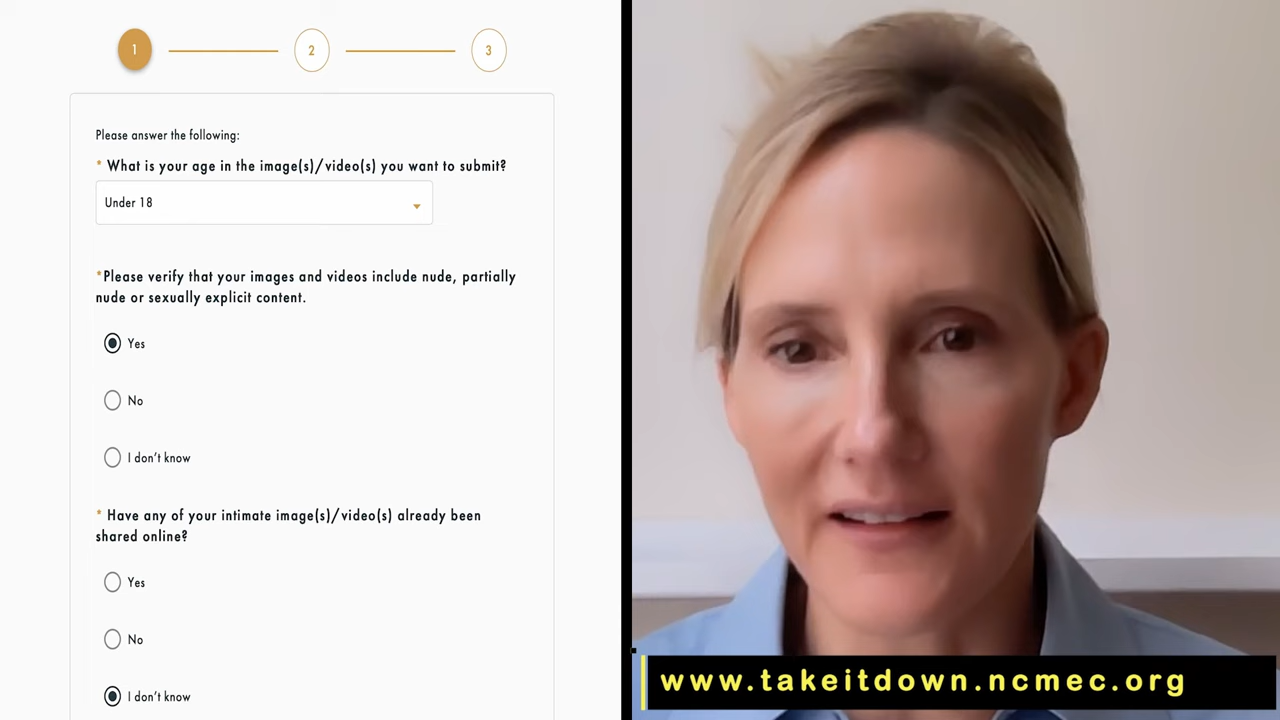 1
2
3
Please answer the following:
* What is your age in the image(s)/video(s) you want to submit?
Under 18
*Please verify that your images and videos include nude, partially
nude or sexually explicit content.
Yes
No
I don't know
* Have any of your intimate image(s)/video(s) already been
shared online?
Yes
No
I don't know
www.takeitdown.ncmec.org